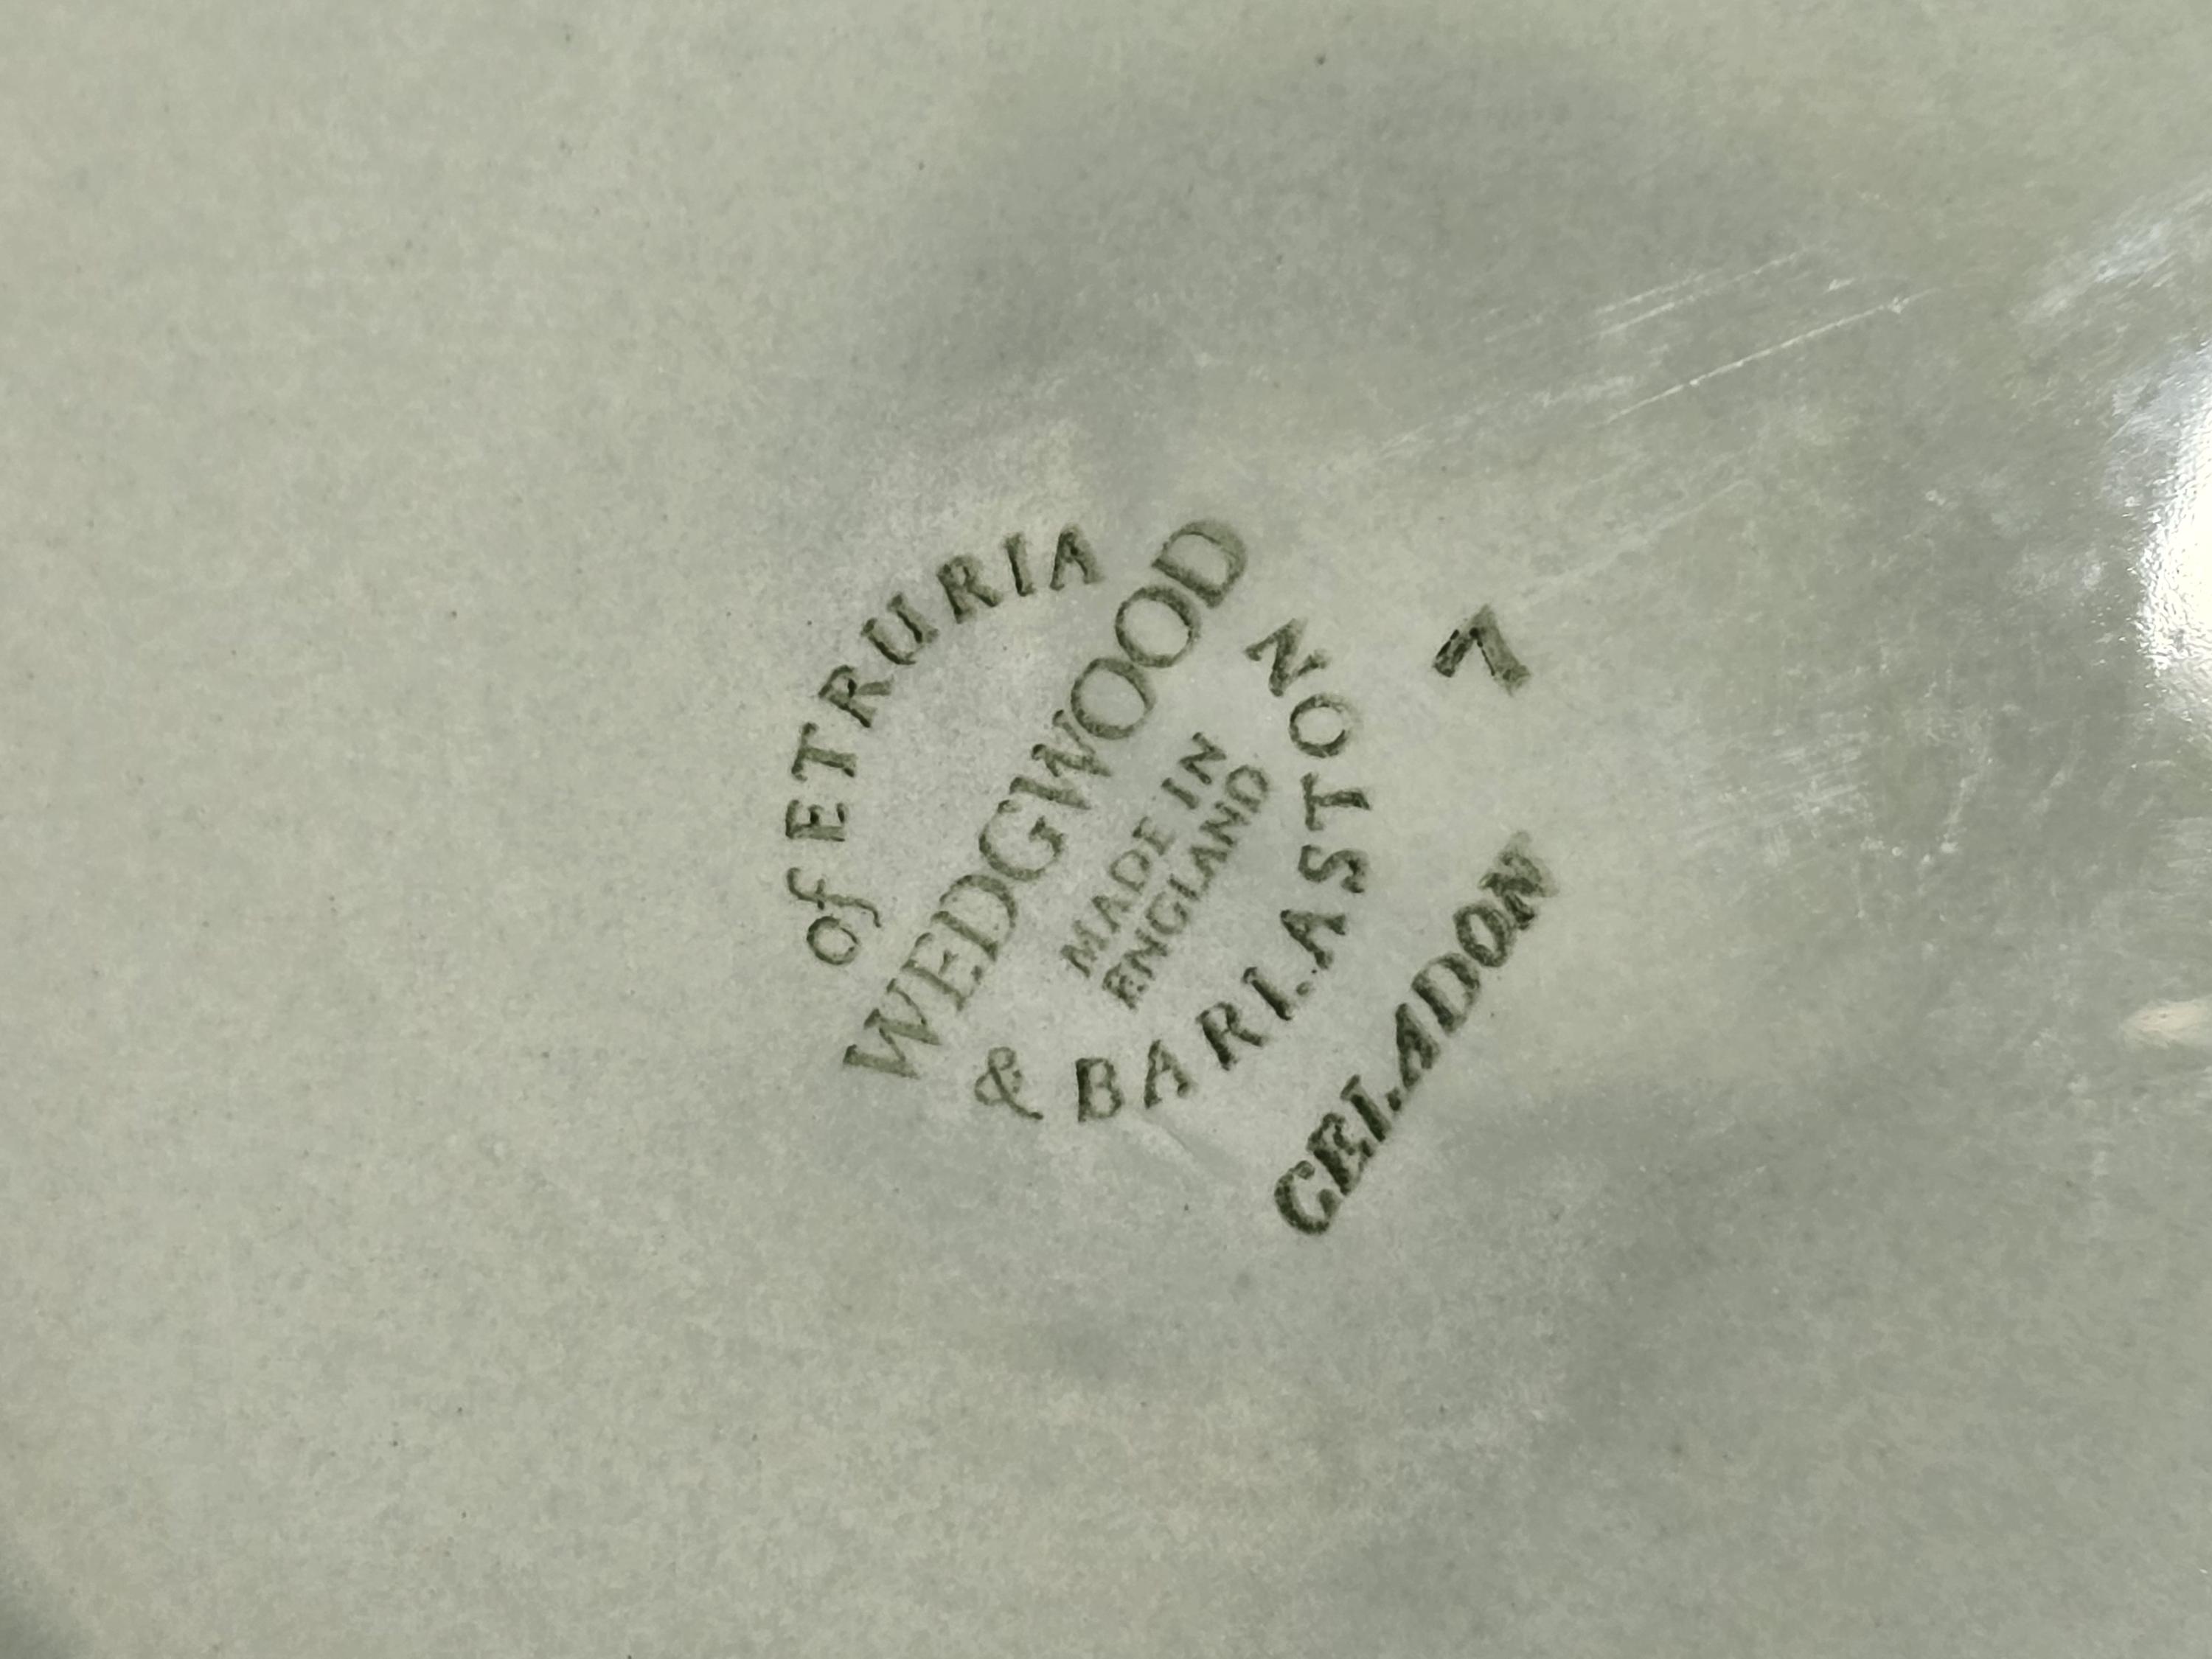 of ETRURIA
WEDGWOOD
MADE IN
ENGLAND
& BARLASTON
CELADON
7